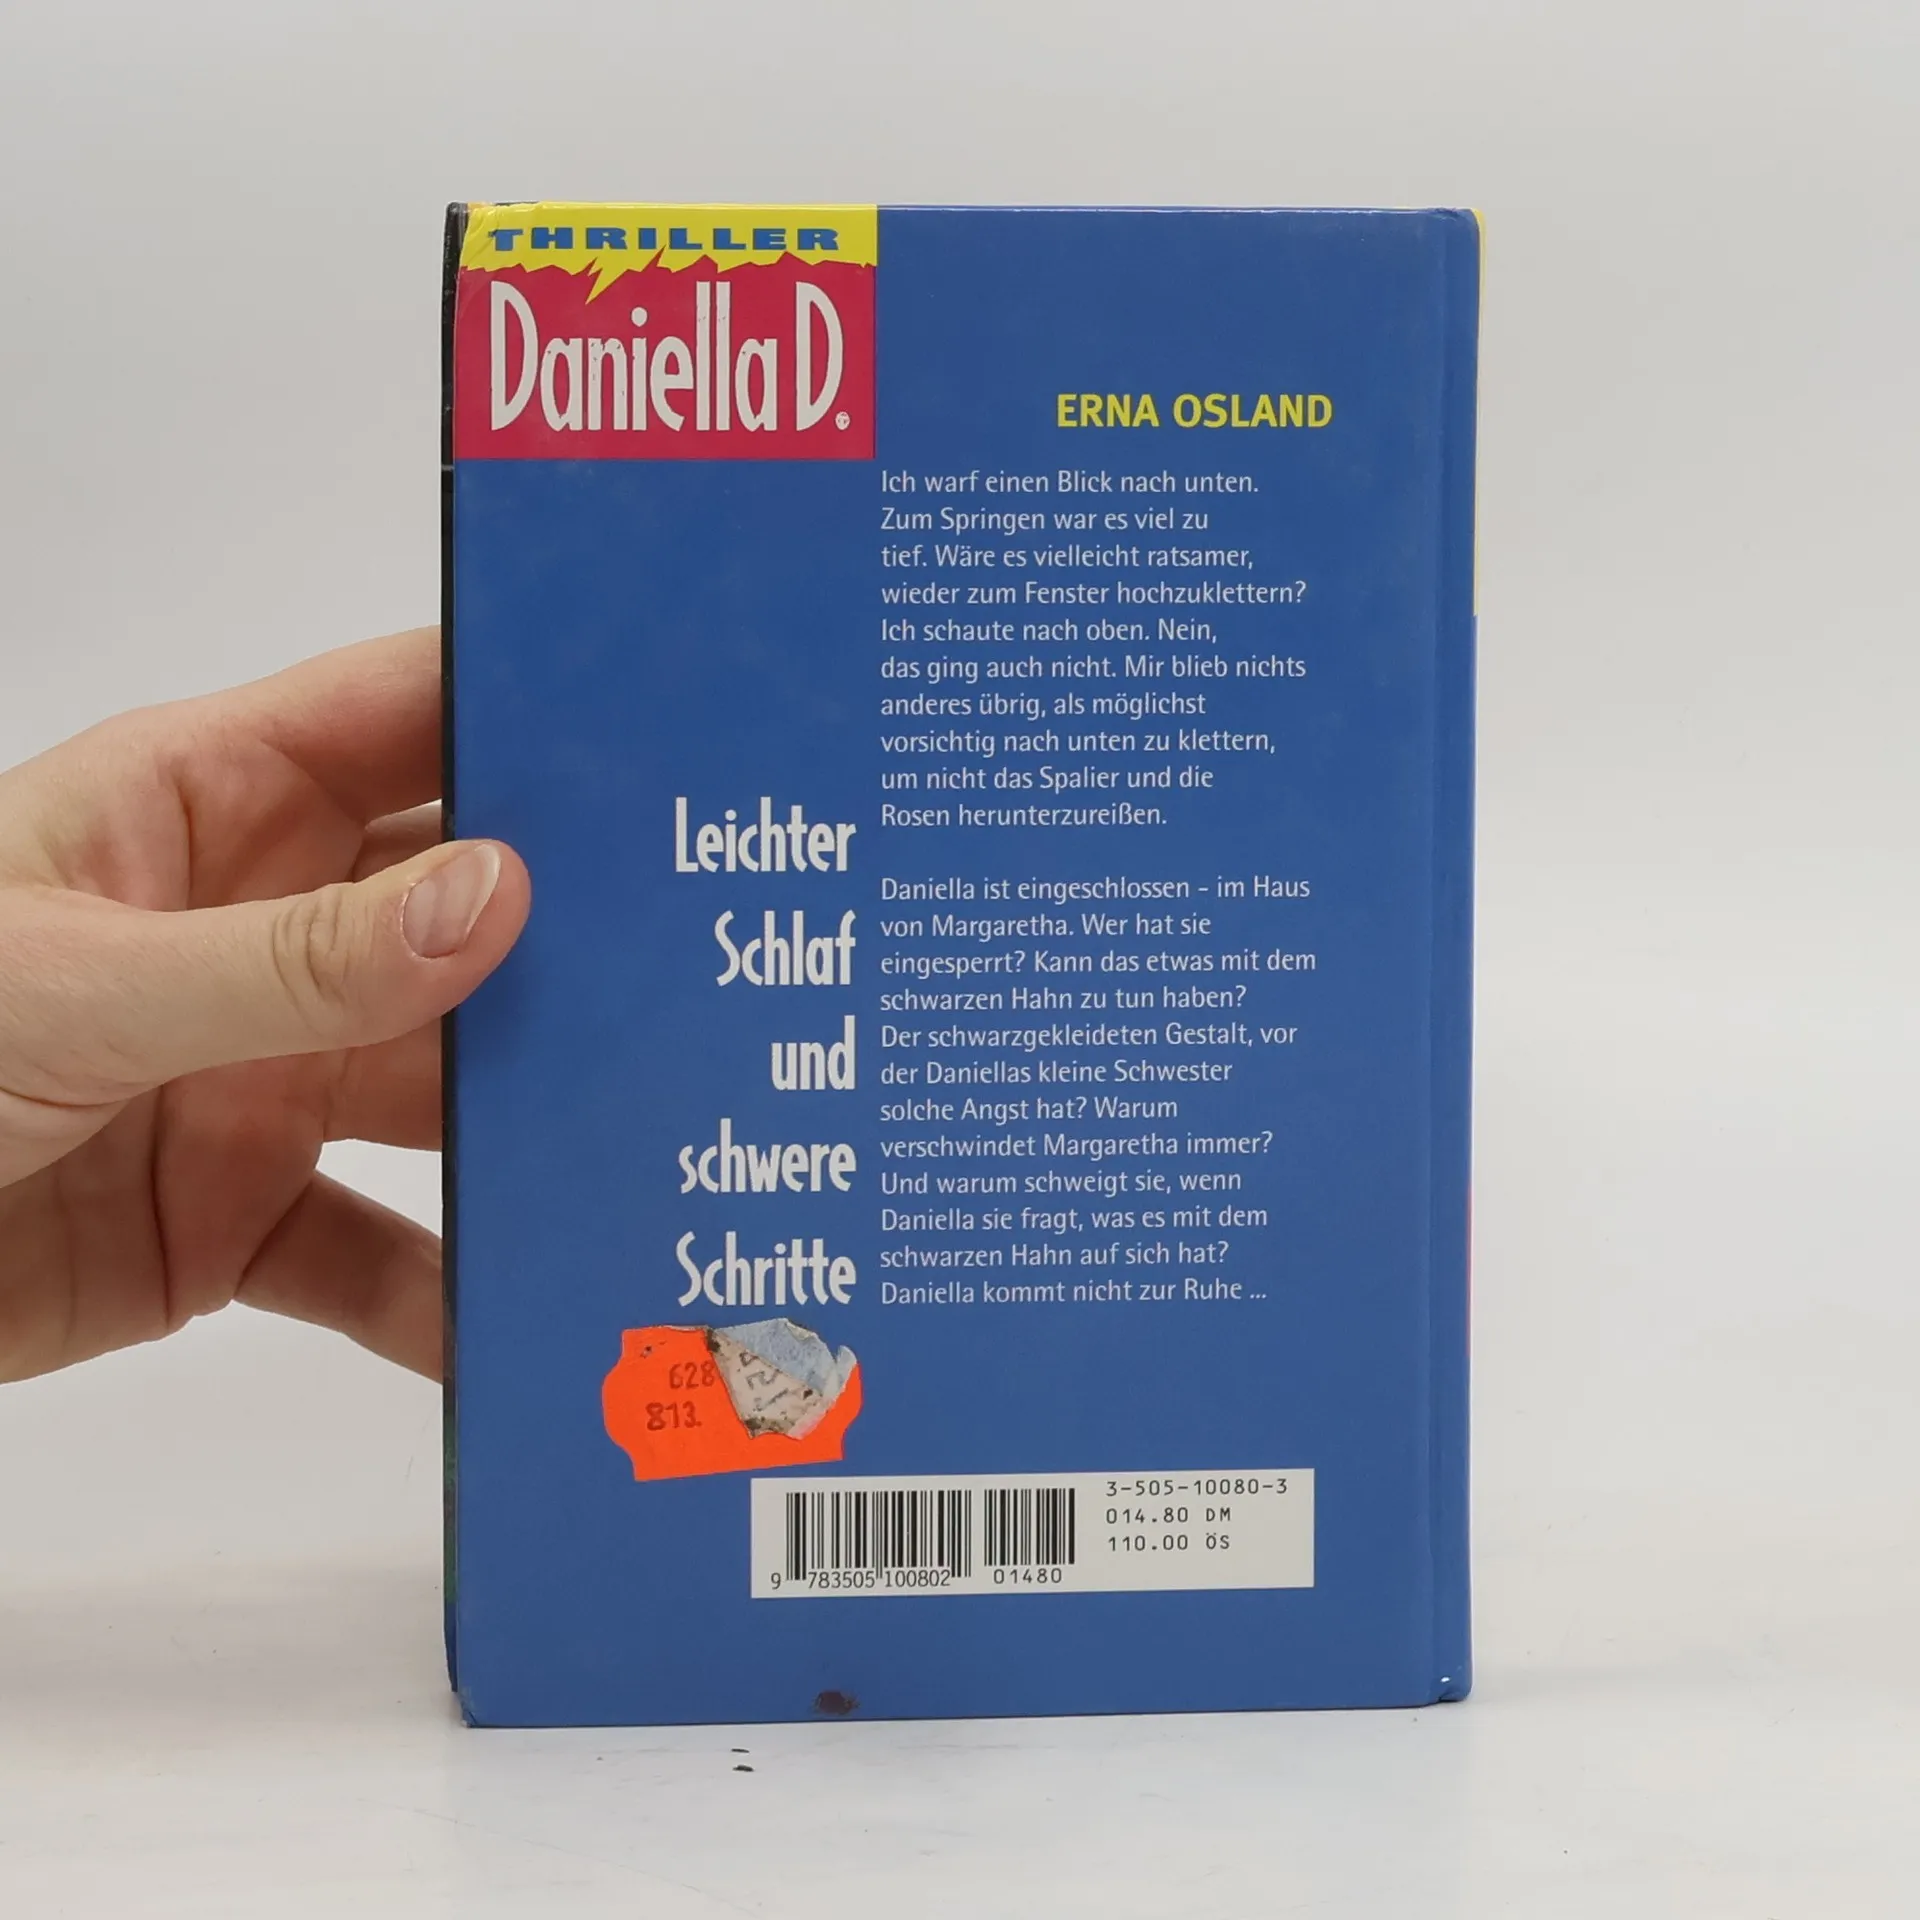 THRILLER
Daniella D.
ERNA OSLAND
Ich warf einen Blick nach unten.
Zum Springen war es viel zu
tief. Wäre es vielleicht ratsamer,
wieder zum Fenster hochzuklettern?
Ich schaute nach oben. Nein,
das ging auch nicht. Mir blieb nichts
anderes übrig, als möglichst
vorsichtig nach unten zu klettern,
um nicht das Spalier und die
Rosen herunterzureißen.
Leichter
Schlaf
und
schwere
Schritte
Daniella ist eingeschlossen - im Haus
von Margaretha. Wer hat sie
eingesperrt? Kann das etwas mit dem
schwarzen Hahn zu tun haben?
Der schwarzgekleideten Gestalt, vor
der Daniellas kleine Schwester
solche Angst hat? Warum
verschwindet Margaretha immer?
Und warum schweigt sie, wenn
Daniella sie fragt, was es mit dem
schwarzen Hahn auf sich hat?
Daniella kommt nicht zur Ruhe ...
628
813.
3-505-10080-3
014.80 DM
110.00 ÖS
9 783505 100802
01480